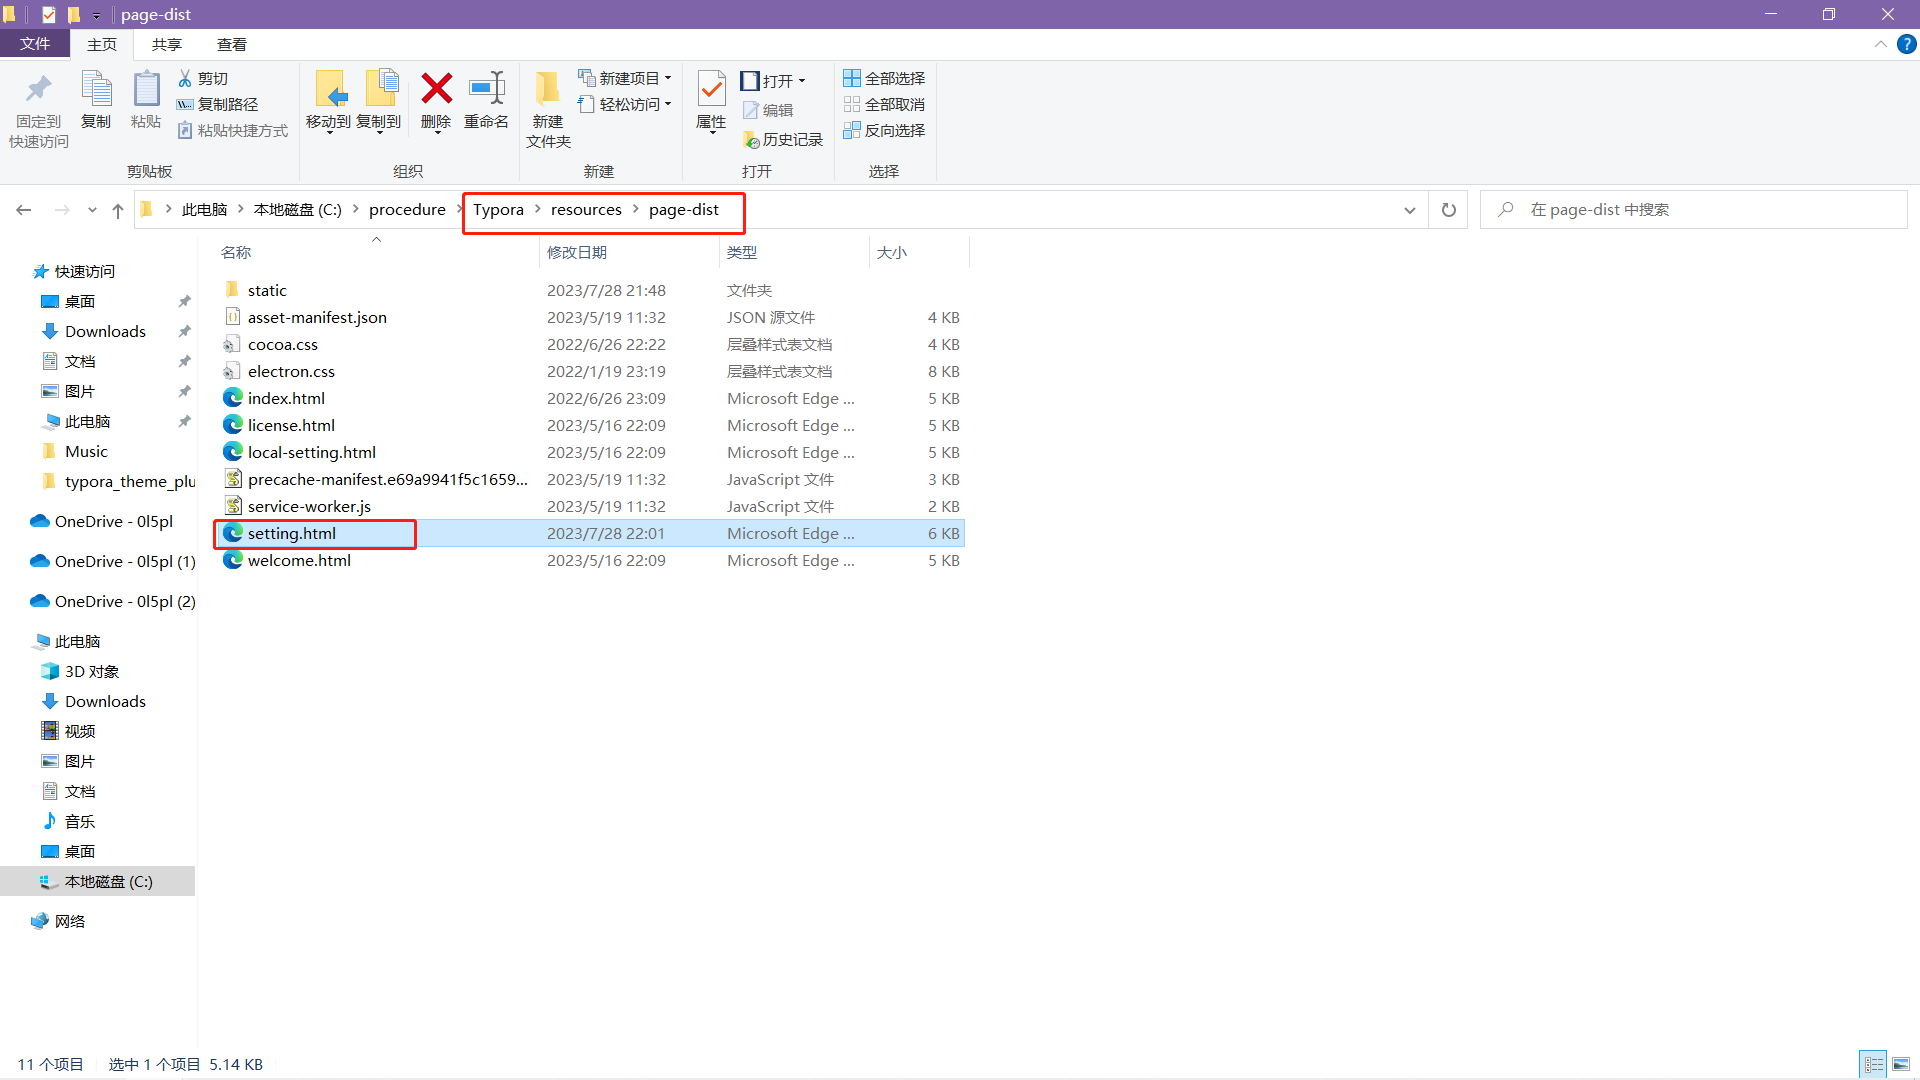 page-dist
文件 主页 共享 查看
固定到快速访问 复制 粘贴 剪切 复制路径 粘贴快捷方式 剪贴板
移动到 复制到 删除 重命名 组织
新建文件夹 新建项目 轻松访问 新建
属性 打开 编辑 历史记录 打开
全部选择 全部取消 反向选择 选择
此电脑 本地磁盘 (C:) procedure Typora resources page-dist
在 page-dist 中搜索
快速访问
桌面
Downloads
文档
图片
此电脑
Music
typora_theme_plu
OneDrive - 0l5pl
OneDrive - 0l5pl (1)
OneDrive - 0l5pl (2)
此电脑
3D 对象
Downloads
视频
图片
文档
音乐
桌面
本地磁盘 (C:)
网络
名称 修改日期 类型 大小
static 2023/7/28 21:48 文件夹
asset-manifest.json 2023/5/19 11:32 JSON 源文件 4 KB
cocoa.css 2022/6/26 22:22 层叠样式表文档 4 KB
electron.css 2022/1/19 23:19 层叠样式表文档 8 KB
index.html 2022/6/26 23:09 Microsoft Edge ... 5 KB
license.html 2023/5/16 22:09 Microsoft Edge ... 5 KB
local-setting.html 2023/5/16 22:09 Microsoft Edge ... 5 KB
precache-manifest.e69a9941f5c1659... 2023/5/19 11:32 JavaScript 文件 3 KB
service-worker.js 2023/5/19 11:32 JavaScript 文件 2 KB
setting.html 2023/7/28 22:01 Microsoft Edge ... 6 KB
welcome.html 2023/5/16 22:09 Microsoft Edge ... 5 KB
11 个项目 选中 1 个项目 5.14 KB